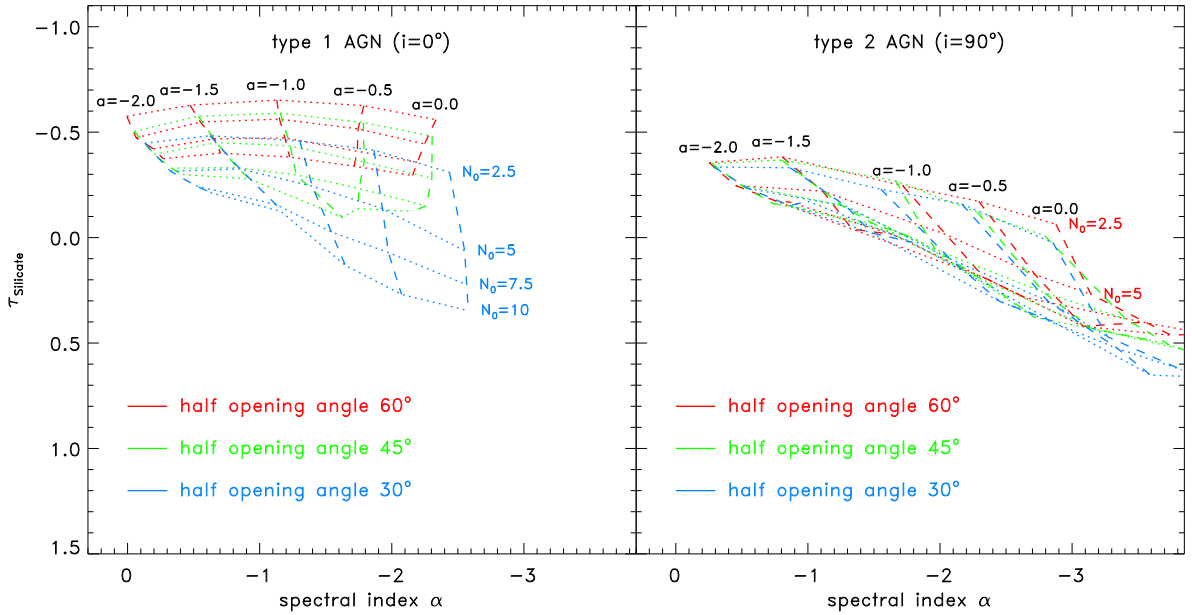 type 1 AGN (i=0°)
type 2 AGN (i=90°)
−1.0
−0.5
0.0
0.5
1.0
1.5
τSilicate
a=−2.0
a=−1.5
a=−1.0
a=−0.5
a=0.0
N₀=2.5
N₀=5
N₀=7.5
N₀=10
half opening angle 60°
half opening angle 45°
half opening angle 30°
0
−1
−2
−3
spectral index α
a=−2.0
a=−1.5
a=−1.0
a=−0.5
a=0.0
N₀=2.5
N₀=5
half opening angle 60°
half opening angle 45°
half opening angle 30°
0
−1
−2
−3
spectral index α